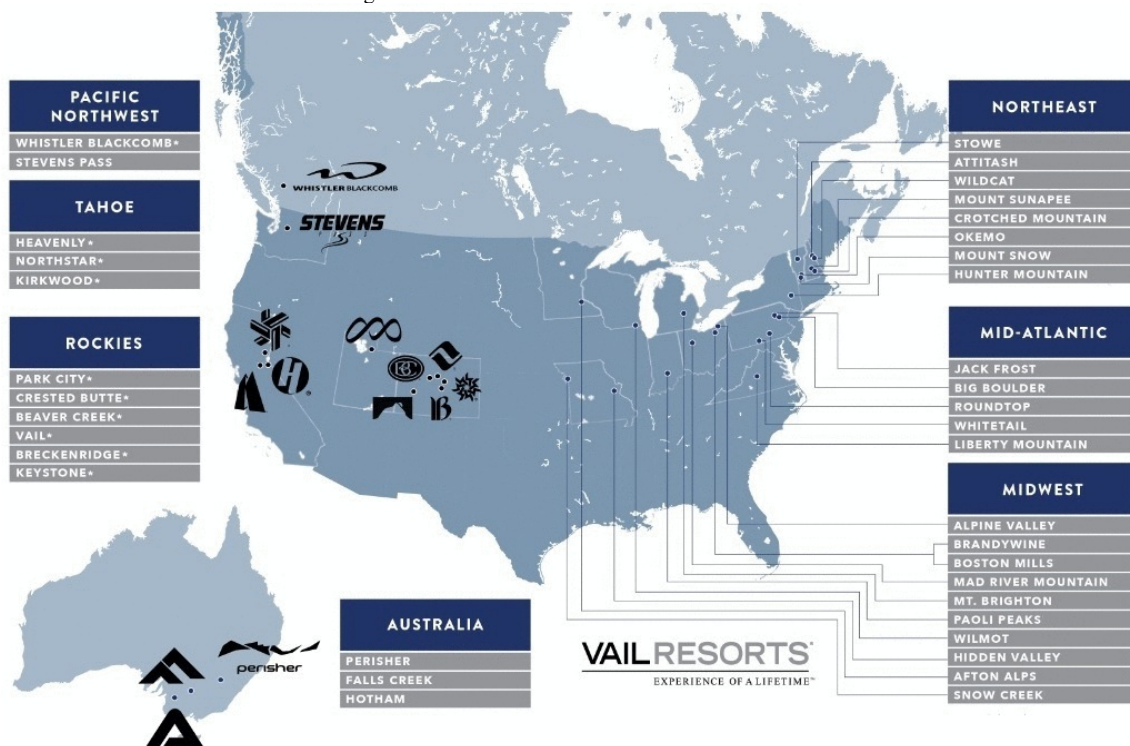 PACIFIC
NORTHWEST
WHISTLER BLACKCOMB*
STEVENS PASS
TAHOE
HEAVENLY*
NORTHSTAR*
KIRKWOOD*
ROCKIES
PARK CITY*
CRESTED BUTTE*
BEAVER CREEK*
VAIL*
BRECKENRIDGE*
KEYSTONE*
WHISTLER BLACKCOMB
STEVENS
H
BC
B
perisher
AUSTRALIA
PERISHER
FALLS CREEK
HOTHAM
VAIL RESORTS®
EXPERIENCE OF A LIFETIME™
NORTHEAST
STOWE
ATTITASH
WILDCAT
MOUNT SUNAPEE
CROTCHED MOUNTAIN
OKEMO
MOUNT SNOW
HUNTER MOUNTAIN
MID-ATLANTIC
JACK FROST
BIG BOULDER
ROUNDTOP
WHITETAIL
LIBERTY MOUNTAIN
MIDWEST
ALPINE VALLEY
BRANDYWINE
BOSTON MILLS
MAD RIVER MOUNTAIN
MT. BRIGHTON
PAOLI PEAKS
WILMOT
HIDDEN VALLEY
AFTON ALPS
SNOW CREEK